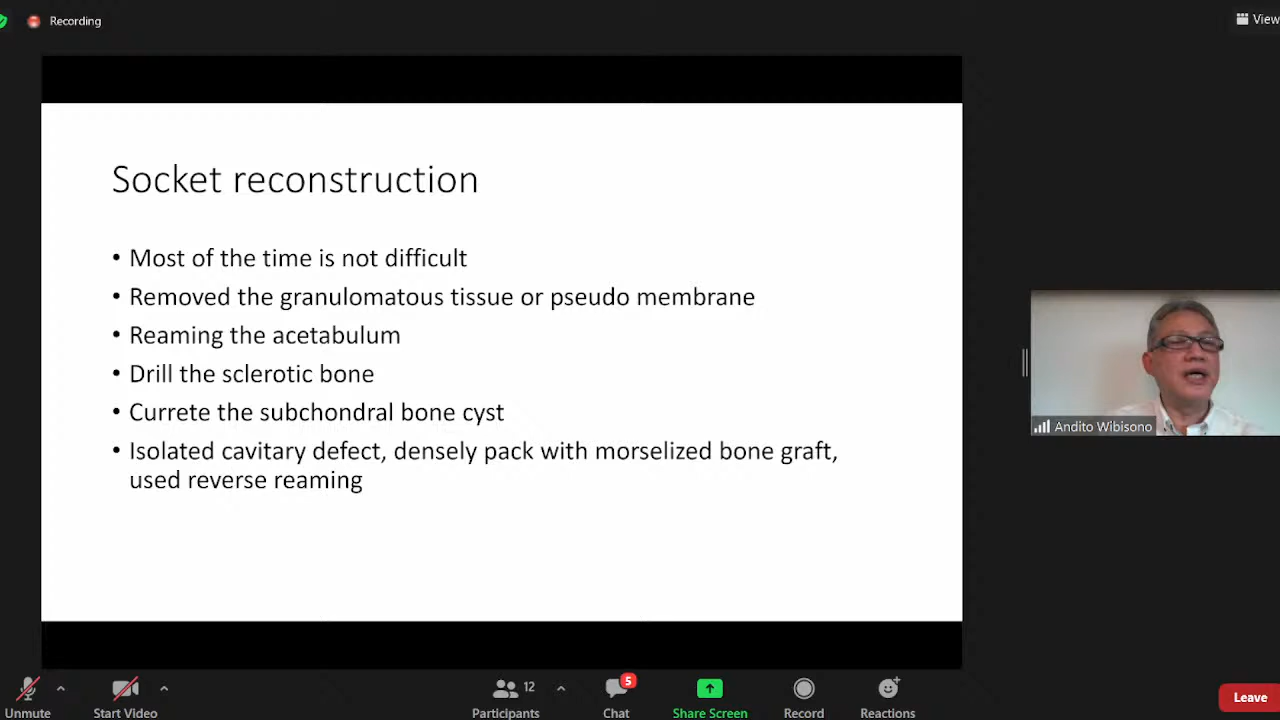 Recording
View
Socket reconstruction
• Most of the time is not difficult
• Removed the granulomatous tissue or pseudo membrane
• Reaming the acetabulum
• Drill the sclerotic bone
• Currete the subchondral bone cyst
• Isolated cavitary defect, densely pack with morselized bone graft,
used reverse reaming
Andito Wibisono
12
5
Unmute
Start Video
Participants
Chat
Share Screen
Record
Reactions
Leave